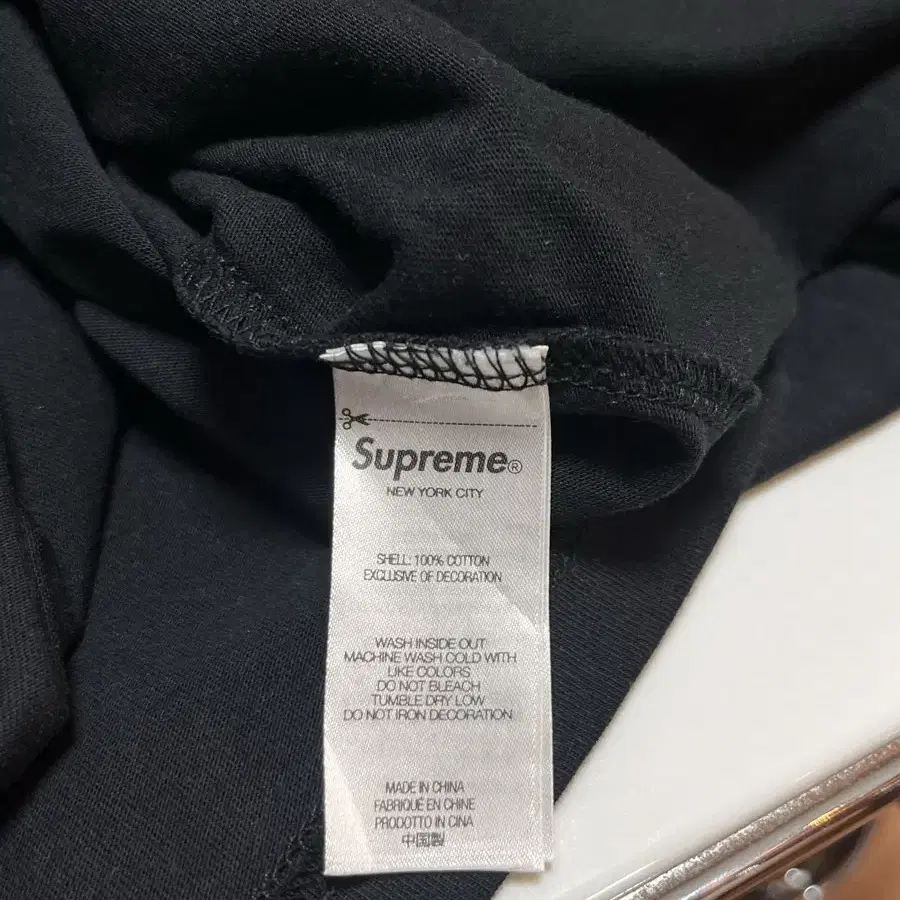 Supreme®
NEW YORK CITY
SHELL: 100% COTTON
EXCLUSIVE OF DECORATION
WASH INSIDE OUT
MACHINE WASH COLD WITH
LIKE COLORS
DO NOT BLEACH
TUMBLE DRY LOW
DO NOT IRON DECORATION
MADE IN CHINA
FABRIQUÉ EN CHINE
PRODOTTO IN CINA
中国製